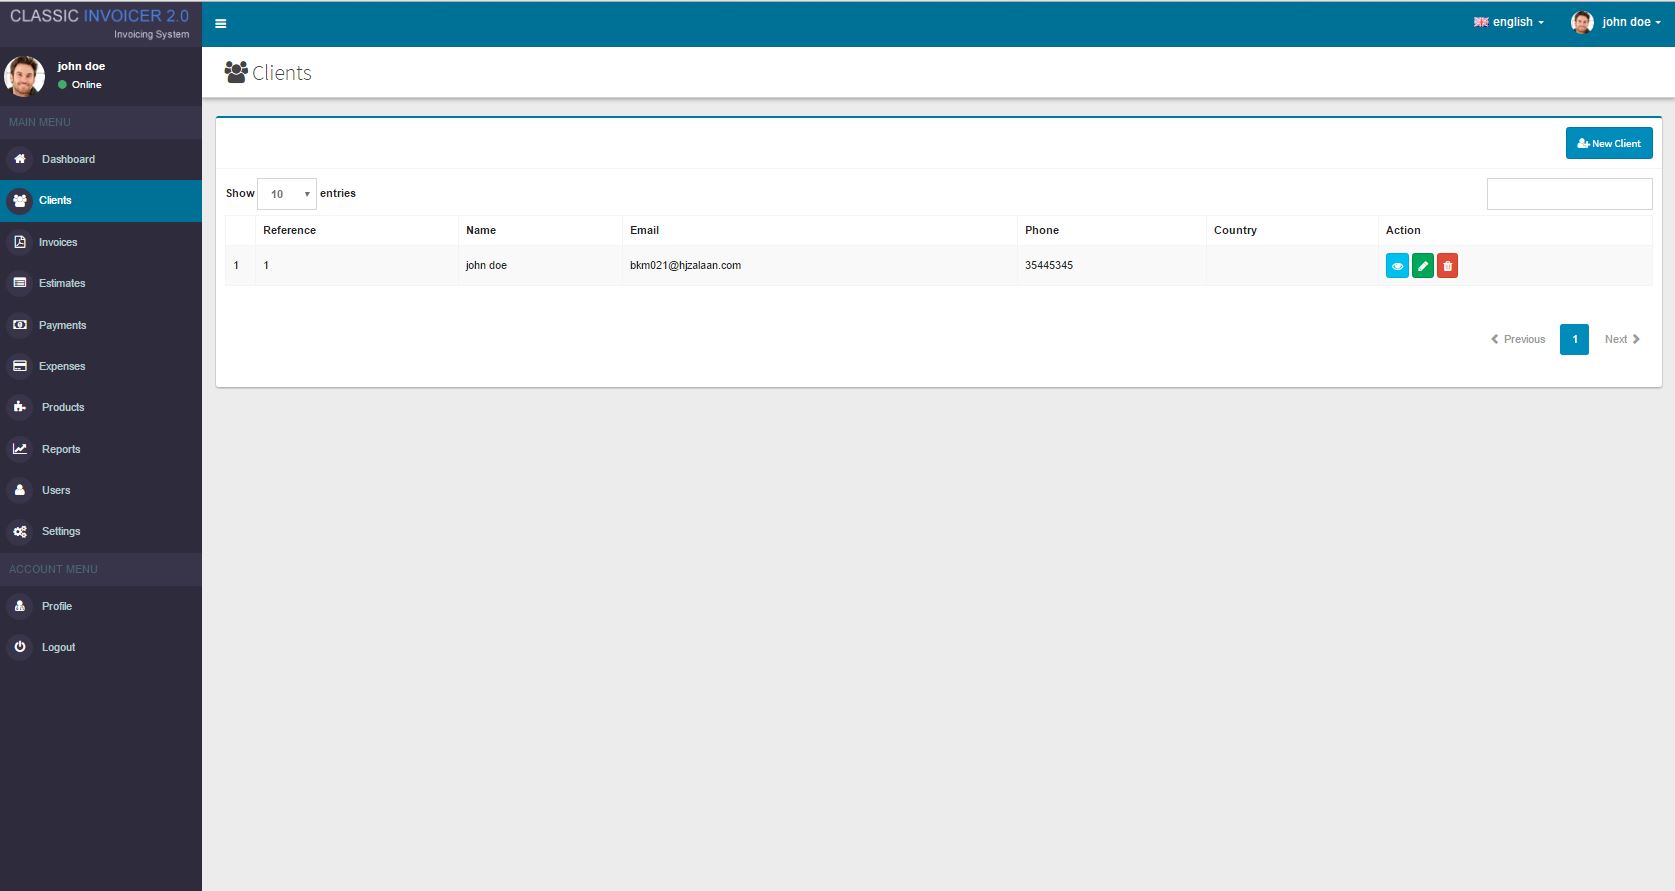 CLASSIC INVOICER 2.0
Invoicing System
english
john doe
john doe
Online
Clients
MAIN MENU
Dashboard
Clients
Invoices
Estimates
Payments
Expenses
Products
Reports
Users
Settings
ACCOUNT MENU
Profile
Logout
New Client
Show 10 entries
Reference Name Email Phone Country Action
1 1 john doe bkm021@hjzalaan.com 35445345
Previous 1 Next